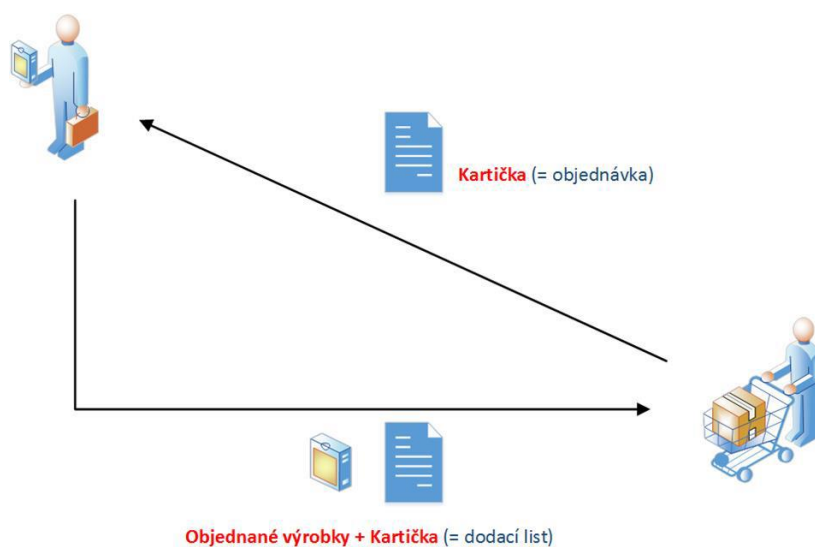 Kartička (= objednávka)
Objednané výrobky + Kartička (= dodací list)